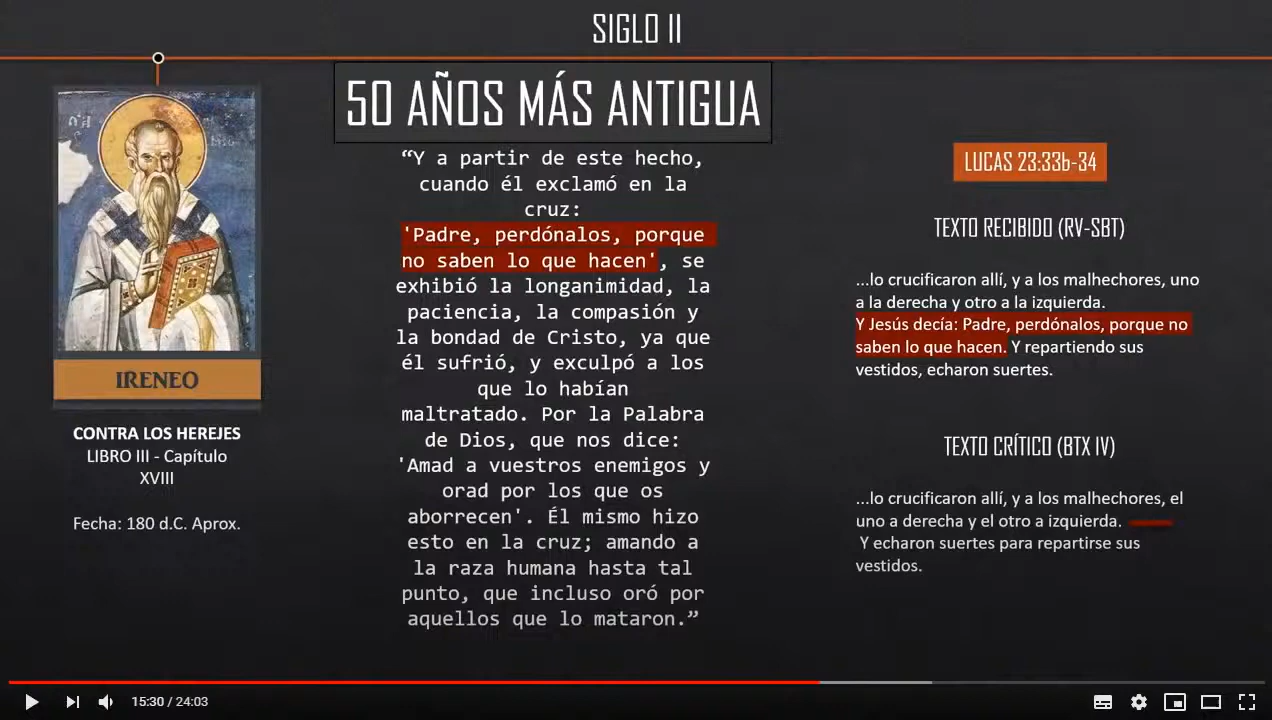 SIGLO II
50 AÑOS MÁS ANTIGUA
IRENEO
CONTRA LOS HEREJES
LIBRO III - Capítulo
XVIII
Fecha: 180 d.C. Aprox.
“Y a partir de este hecho,
cuando él exclamó en la
cruz:
'Padre, perdónalos, porque
no saben lo que hacen', se
exhibió la longanimidad, la
paciencia, la compasión y
la bondad de Cristo, ya que
él sufrió, y exculpó a los
que lo habían
maltratado. Por la Palabra
de Dios, que nos dice:
'Amad a vuestros enemigos y
orad por los que os
aborrecen'. Él mismo hizo
esto en la cruz; amando a
la raza humana hasta tal
punto, que incluso oró por
aquellos que lo mataron.”
LUCAS 23:33b-34
TEXTO RECIBIDO (RV-SBT)
...lo crucificaron allí, y a los malhechores, uno
a la derecha y otro a la izquierda.
Y Jesús decía: Padre, perdónalos, porque no
saben lo que hacen. Y repartiendo sus
vestidos, echaron suertes.
TEXTO CRÍTICO (BTX IV)
...lo crucificaron allí, y a los malhechores, el
uno a derecha y el otro a izquierda.
Y echaron suertes para repartirse sus
vestidos.
15:30 / 24:03